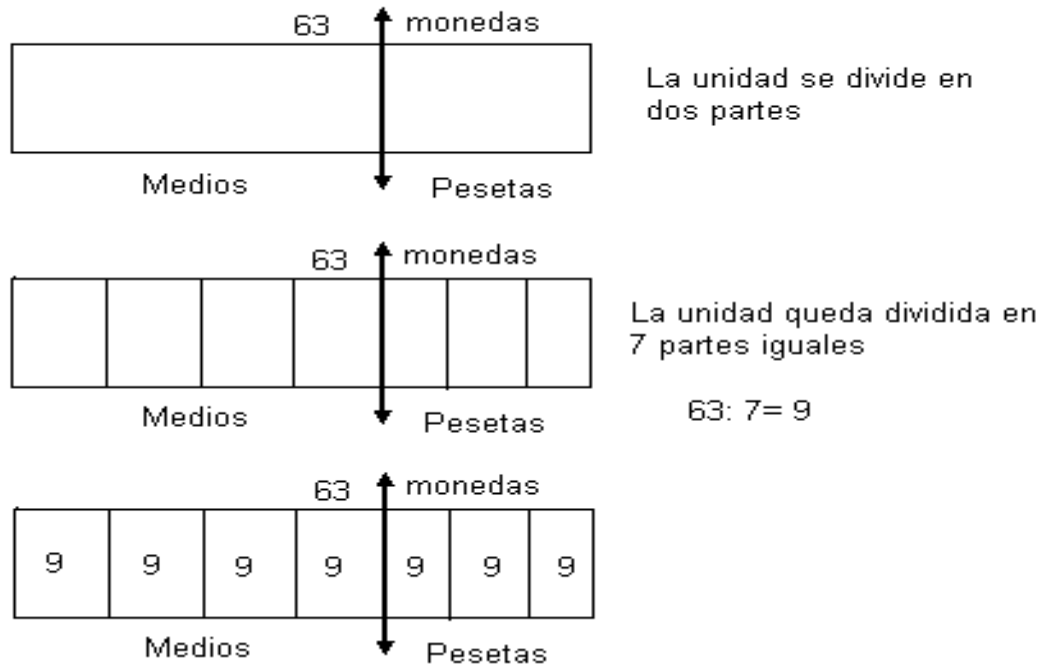 63 monedas
La unidad se divide en
dos partes
Medios Pesetas
63 monedas
La unidad queda dividida en
7 partes iguales
63: 7= 9
Medios Pesetas
63 monedas
9 9 9 9 9 9 9
Medios Pesetas